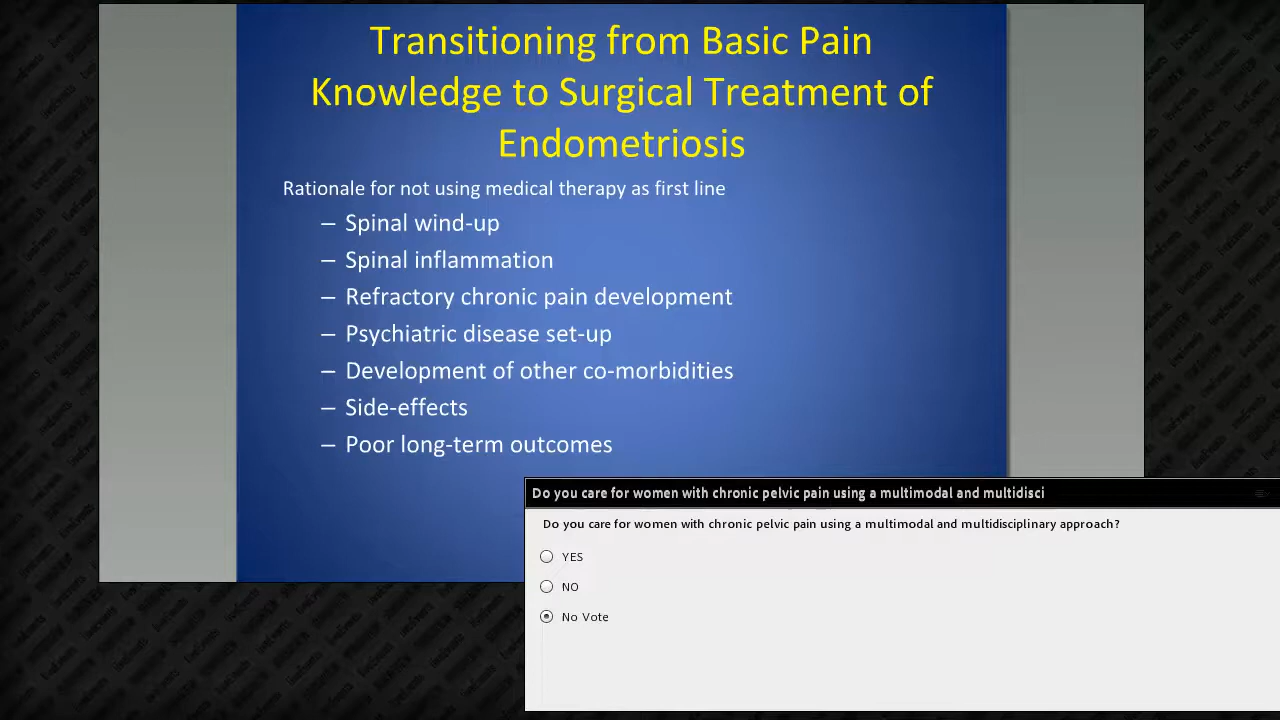 Transitioning from Basic Pain
Knowledge to Surgical Treatment of
Endometriosis
Rationale for not using medical therapy as first line
– Spinal wind-up
– Spinal inflammation
– Refractory chronic pain development
– Psychiatric disease set-up
– Development of other co-morbidities
– Side-effects
– Poor long-term outcomes
Do you care for women with chronic pelvic pain using a multimodal and multidisci
Do you care for women with chronic pelvic pain using a multimodal and multidisciplinary approach?
YES
NO
No Vote